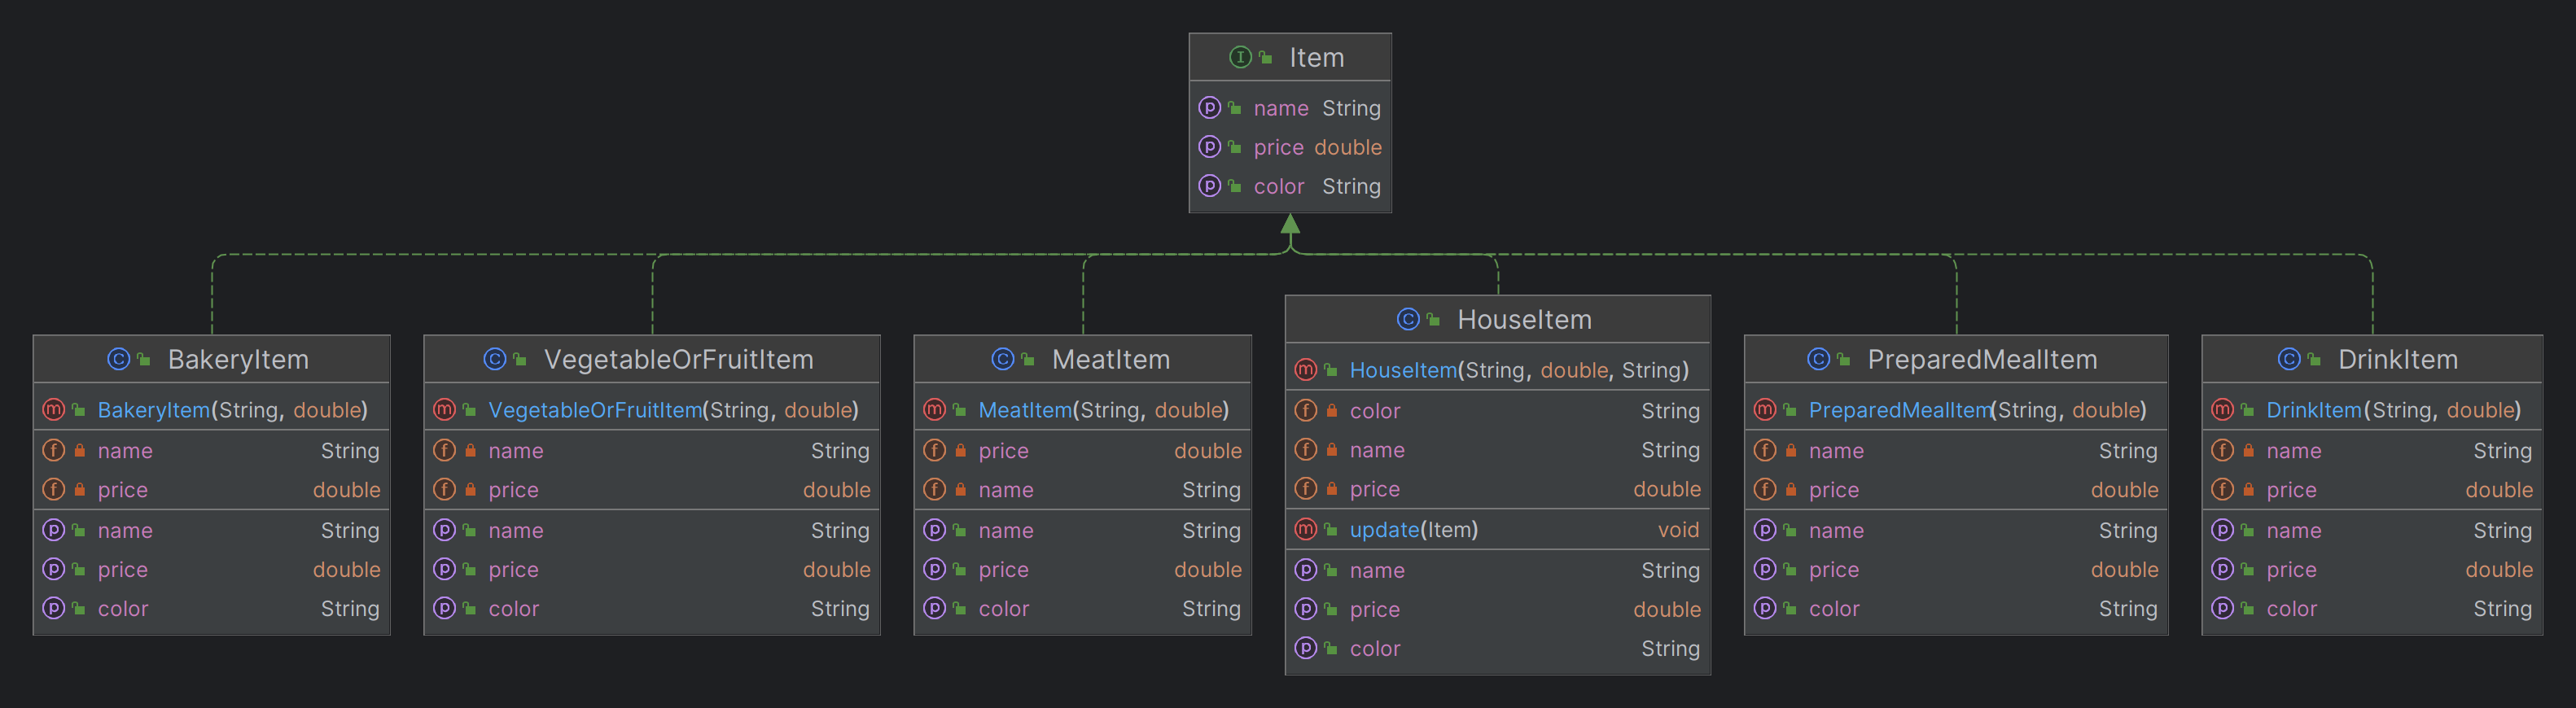 Item
name String
price double
color String
BakeryItem
BakeryItem(String, double)
name String
price double
name String
price double
color String
VegetableOrFruitItem
VegetableOrFruitItem(String, double)
name String
price double
name String
price double
color String
MeatItem
MeatItem(String, double)
price double
name String
name String
price double
color String
HouseItem
HouseItem(String, double, String)
color String
name String
price double
update(Item) void
name String
price double
color String
PreparedMealItem
PreparedMealItem(String, double)
name String
price double
name String
price double
color String
DrinkItem
DrinkItem(String, double)
name String
price double
name String
price double
color String